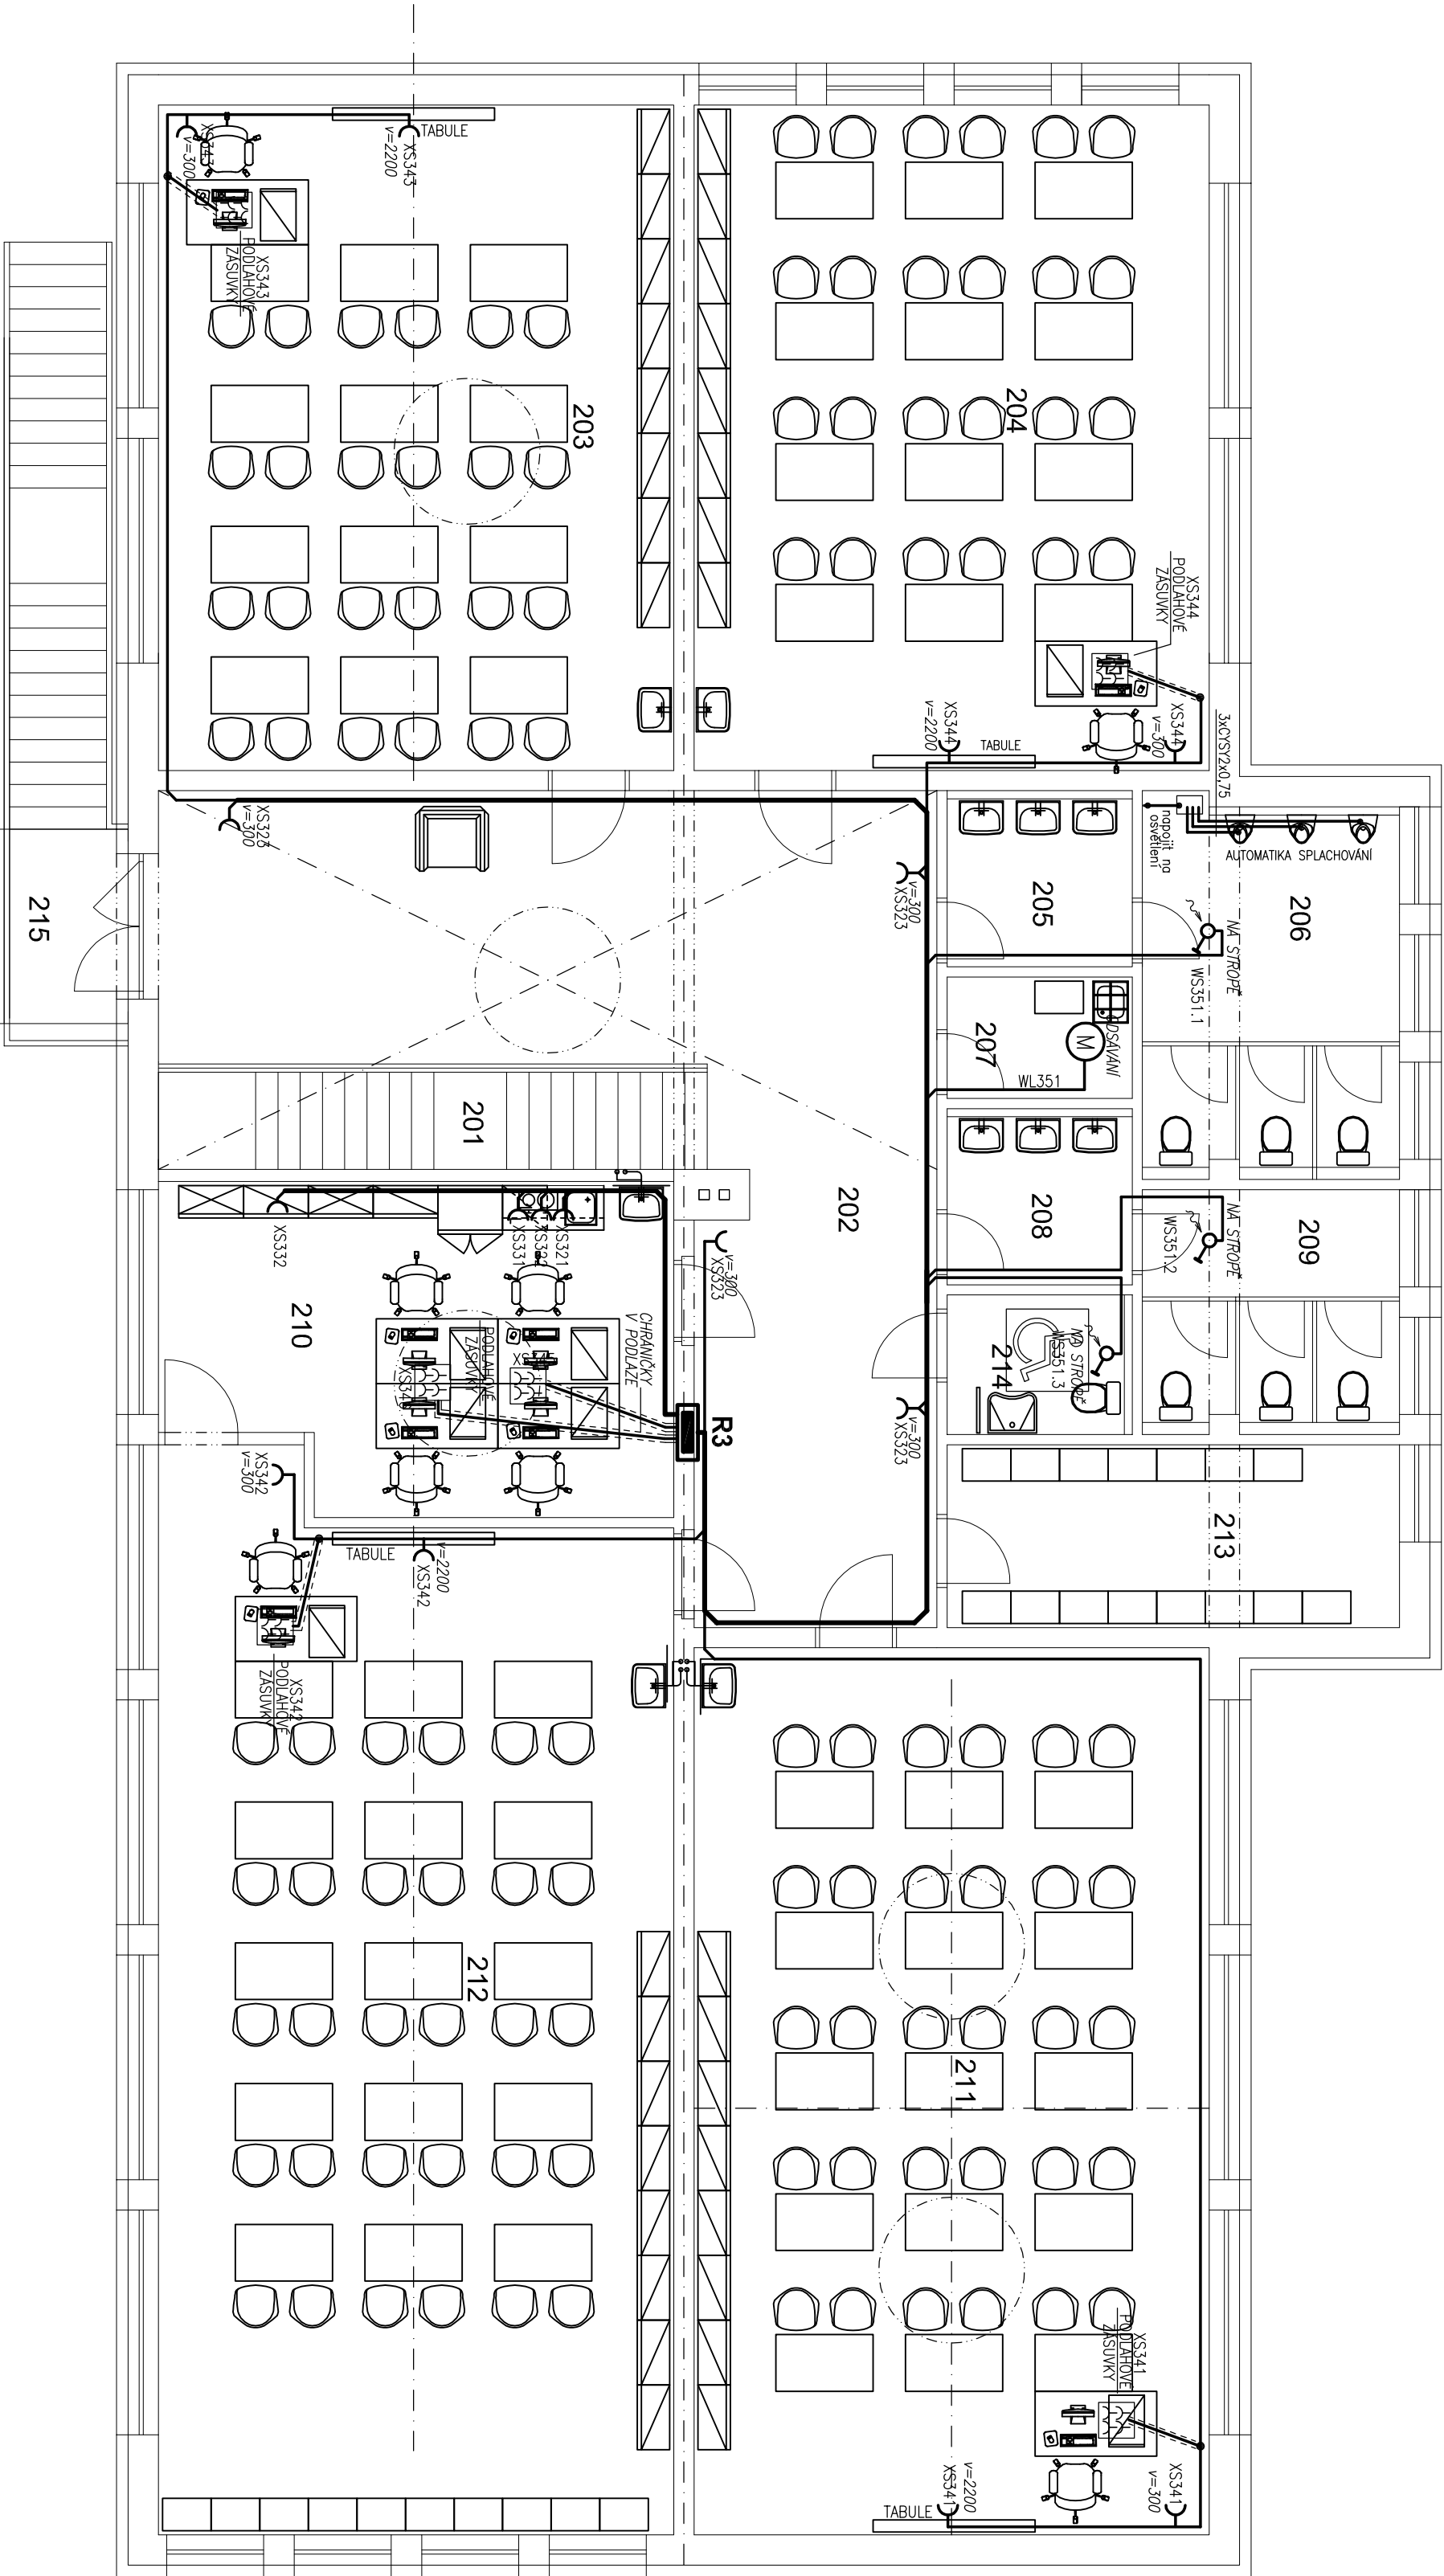 TABULE
XS343
v=2200
v=300
XS343
PODLAHOVÉ
ZÁSUVKY
203
204
XS344
PODLAHOVÉ
ZÁSUVKY
XS344
v=300
XS344
v=2200
TABULE
3xCYSY2x0,75
napojit na
osvětlení
AUTOMATIKA SPLACHOVÁNÍ
XS323
v=300
v=300
XS323
205
206
NA STROPĚ
WS351.1
215
207
M
ODSÁVÁNÍ
WL351
201
202
208
209
NA STROPĚ
WS351.2
XS332
XS331
XS322
XS321
v=300
XS323
210
PODLAHOVÉ
ZÁSUVKY
CHRÁNIČKY
V PODLAZE
R3
214
NA STROPĚ
WS351.3
v=300
XS323
213
XS342
v=300
TABULE
v=2200
XS342
XS342
PODLAHOVÉ
ZÁSUVKY
212
211
XS341
PODLAHOVÉ
ZÁSUVKY
XS341
v=300
v=2200
XS341
TABULE